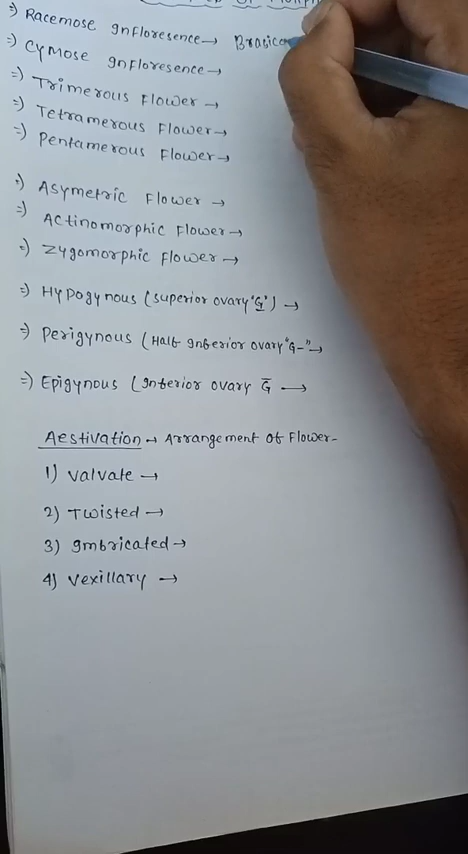 =) Racemose Inflorescence → Brasicca
=) Cymose Inflorescence →
=) Trimerous Flower →
=) Tetramerous Flower →
=) Pentamerous Flower →
=) Asymetric Flower →
=) Actinomorphic Flower →
=) Zygomorphic Flower →
=) Hypogynous (Superior ovary "G") →
=) Perigynous (Half Inferior ovary "G-" →
=) Epigynous (Inferior ovary G̅ →
Aestivation → Arrangement of Flower-
1) Valvate →
2) Twisted →
3) Imbricated →
4) Vexillary →